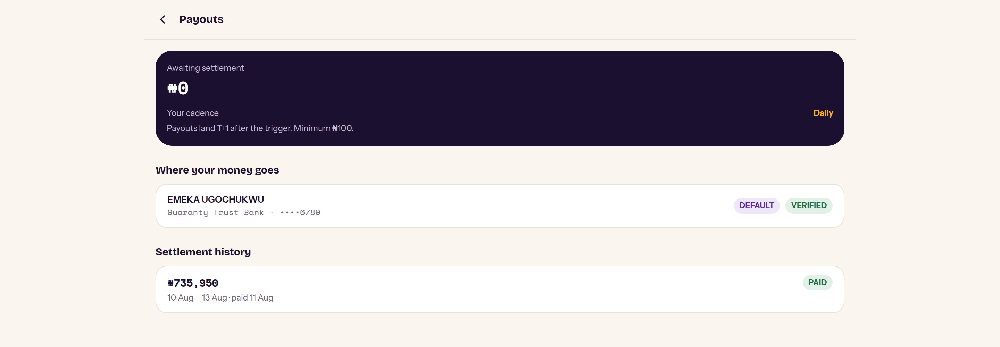 Payouts
Awaiting settlement
₦0
Your cadence
Daily
Payouts land T+1 after the trigger. Minimum ₦100.
Where your money goes
EMEKA UGOCHUKWU
DEFAULT
VERIFIED
Guaranty Trust Bank · ••••6789
Settlement history
₦735,950
PAID
10 Aug – 13 Aug · paid 11 Aug